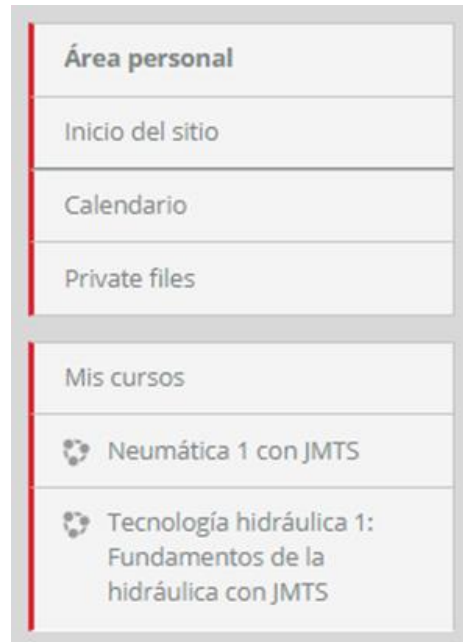 Área personal
Inicio del sitio
Calendario
Private files
Mis cursos
Neumática 1 con JMTS
Tecnología hidráulica 1:
Fundamentos de la
hidráulica con JMTS